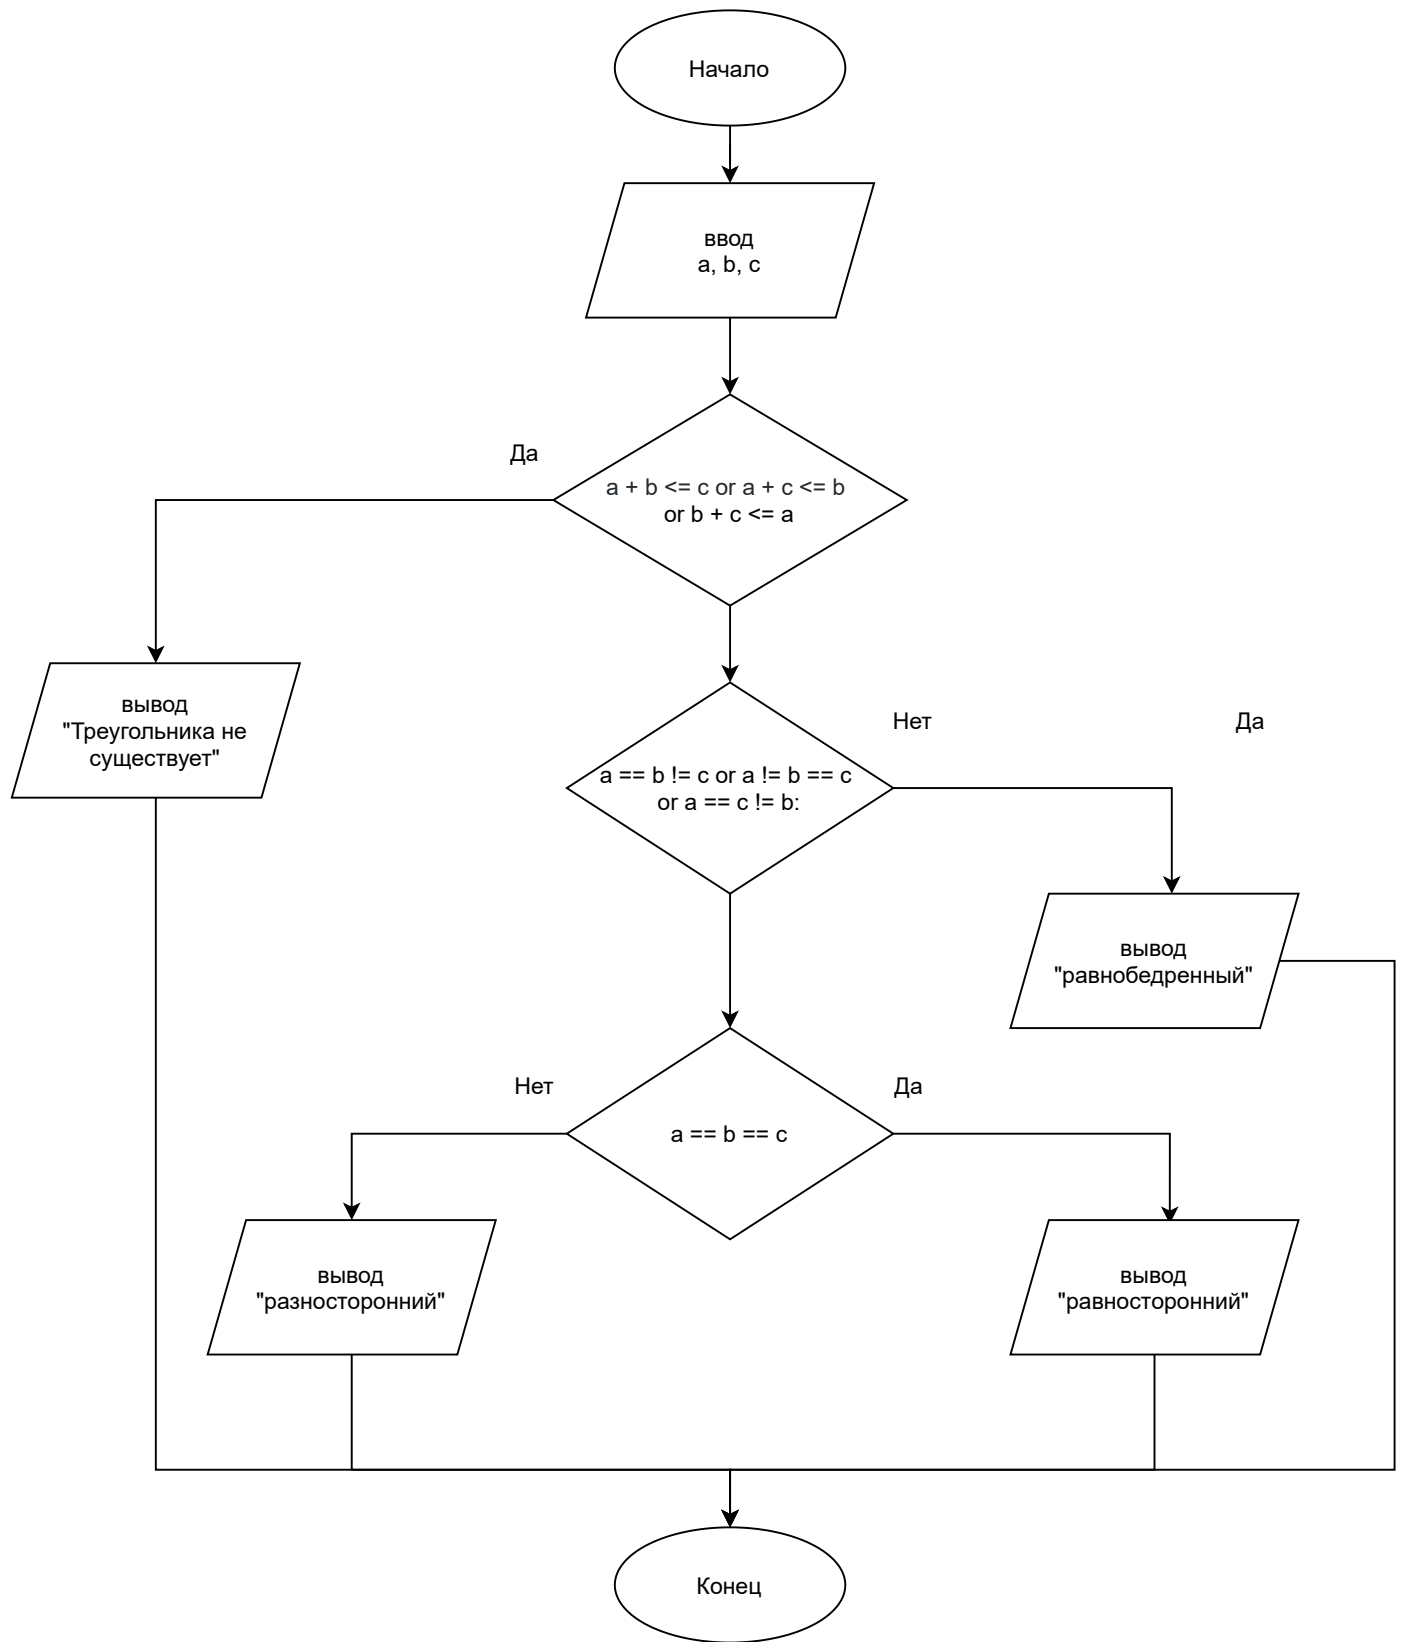 Начало
ввод
a, b, c
Да
a + b <= c or a + c <= b
or b + c <= a
вывод
"Треугольника не
существует"
Нет
Да
a == b != c or a != b == c
or a == c != b:
вывод
"равнобедренный"
Нет
Да
a == b == c
вывод
"разносторонний"
вывод
"равносторонний"
Конец